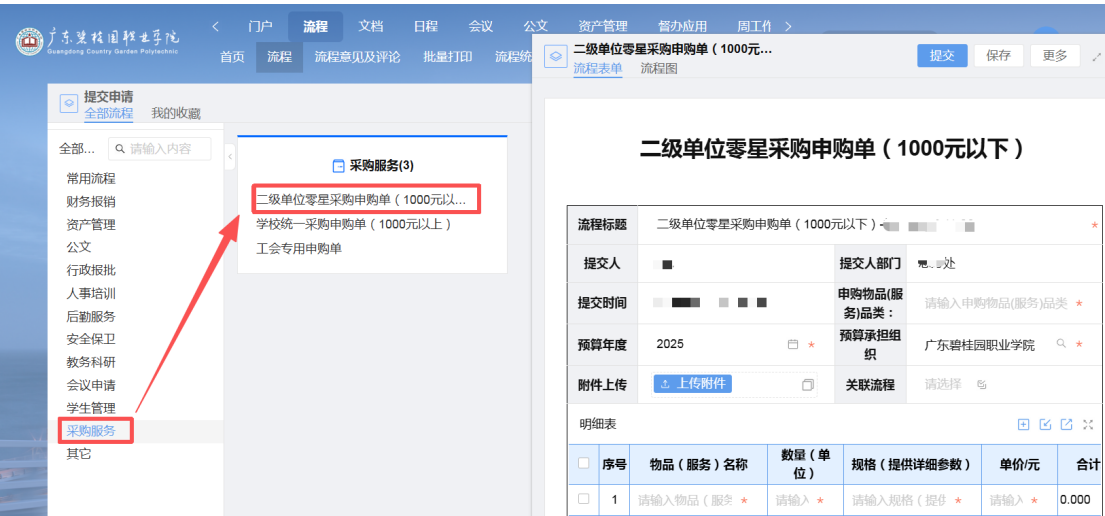 广东碧桂园职业学院
Guangdong Country Garden Polytechnic
门户 流程 文档 日程 会议 公文 资产管理 督办应用 周工作
首页 流程 流程意见及评论 批量打印 流程统
提交申请
全部流程 我的收藏
全部... 请输入内容
常用流程
财务报销
资产管理
公文
行政报批
人事培训
后勤服务
安全保卫
教务科研
会议申请
学生管理
采购服务
其它
采购服务(3)
二级单位零星采购申购单（1000元以...
学校统一采购申购单（1000元以上）
工会专用申购单
二级单位零星采购申购单（1000元...
流程表单 流程图
提交 保存 更多
二级单位零星采购申购单（1000元以下）
流程标题 二级单位零星采购申购单（1000元以下）- *
提交人 提交人部门 处
提交时间 申购物品(服务)品类： 请输入申购物品(服务)品类 *
预算年度 2025 * 预算承担组织 广东碧桂园职业学院 *
附件上传 上传附件 关联流程 请选择
明细表
序号 物品（服务）名称 数量（单位） 规格（提供详细参数） 单价/元 合计
1 请输入物品（服务 * 请输入 * 请输入规格（提供 * 请输入 * 0.000